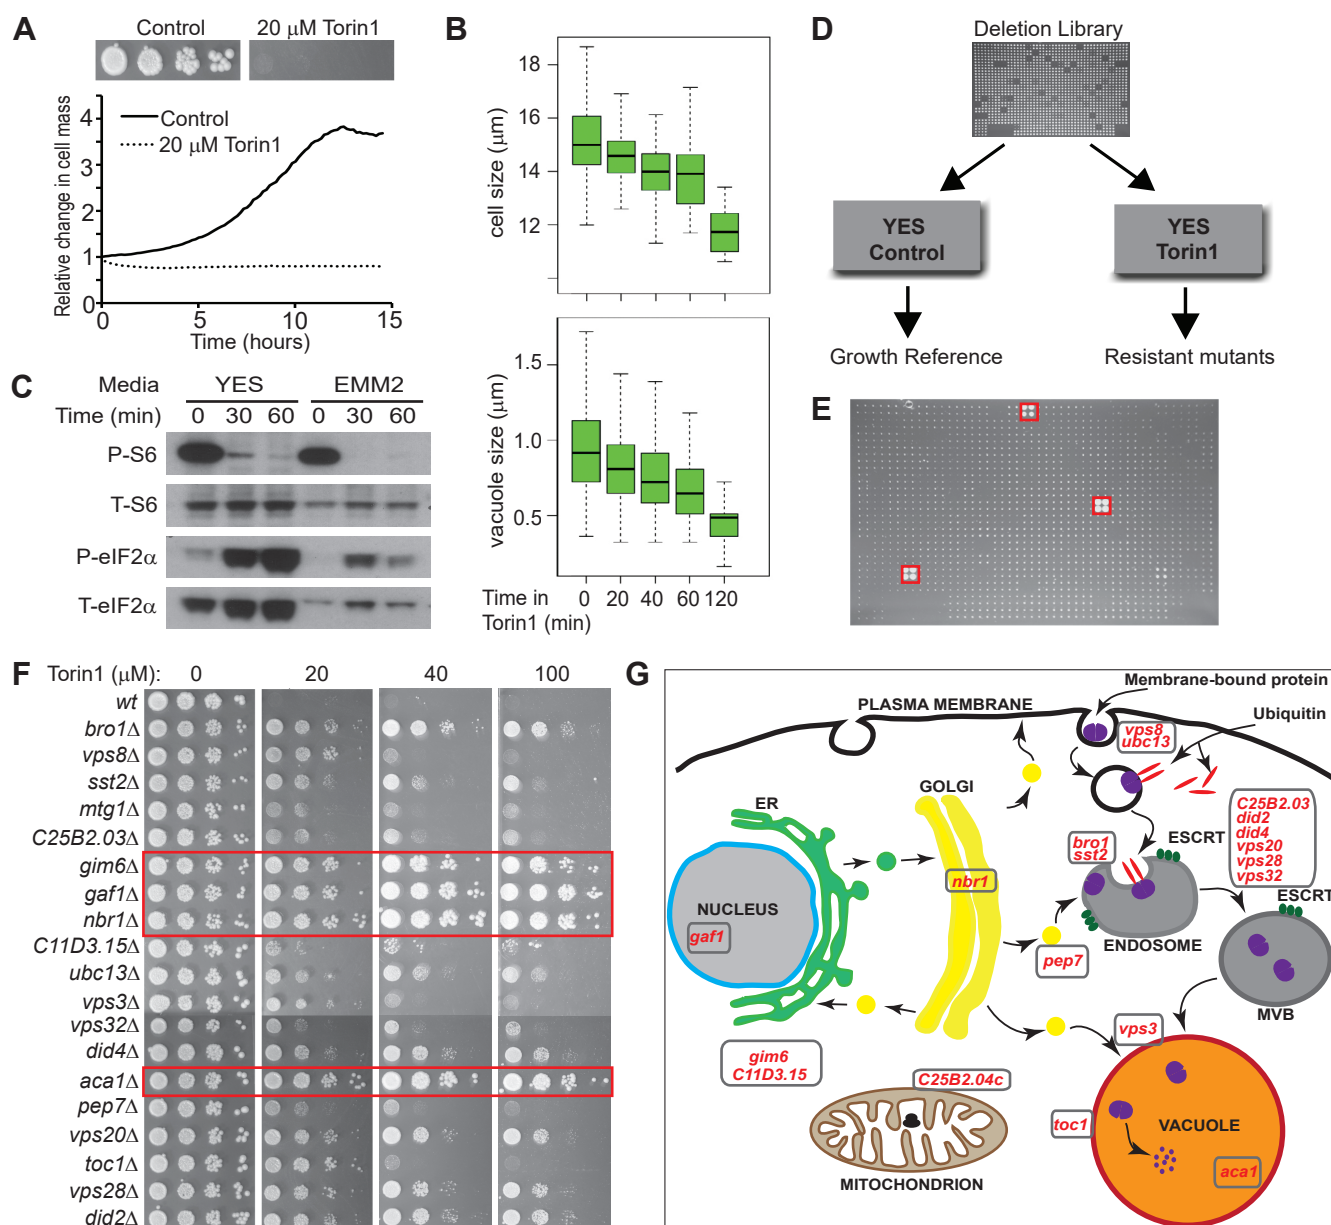 A
Control
20 μM Torin1
Relative change in cell mass
4
3
2
1
0
Control
20 μM Torin1
0
5
10
15
Time (hours)
B
cell size (μm)
18
16
14
12
vacuole size (μm)
1.5
1.0
0.5
Time in Torin1 (min)
0 20 40 60 120
C
Media YES EMM2
Time (min) 0 30 60 0 30 60
P-S6
T-S6
P-eIF2α
T-eIF2α
D
Deletion Library
YES Control
YES Torin1
Growth Reference
Resistant mutants
E
F
Torin1 (μM): 0 20 40 100
wt
bro1Δ
vps8Δ
sst2Δ
mtg1Δ
C25B2.03Δ
gim6Δ
gaf1Δ
nbr1Δ
C11D3.15Δ
ubc13Δ
vps3Δ
vps32Δ
did4Δ
aca1Δ
pep7Δ
vps20Δ
toc1Δ
vps28Δ
did2Δ
G
Membrane-bound protein
PLASMA MEMBRANE
Ubiquitin
vps8
ubc13
GOLGI
ER
C25B2.03
did2
did4
vps20
vps28
vps32
ESCRT
bro1
sst2
nbr1
ESCRT
NUCLEUS
gaf1
ENDOSOME
pep7
MVB
vps3
gim6
C11D3.15
C25B2.04c
toc1
VACUOLE
aca1
MITOCHONDRION